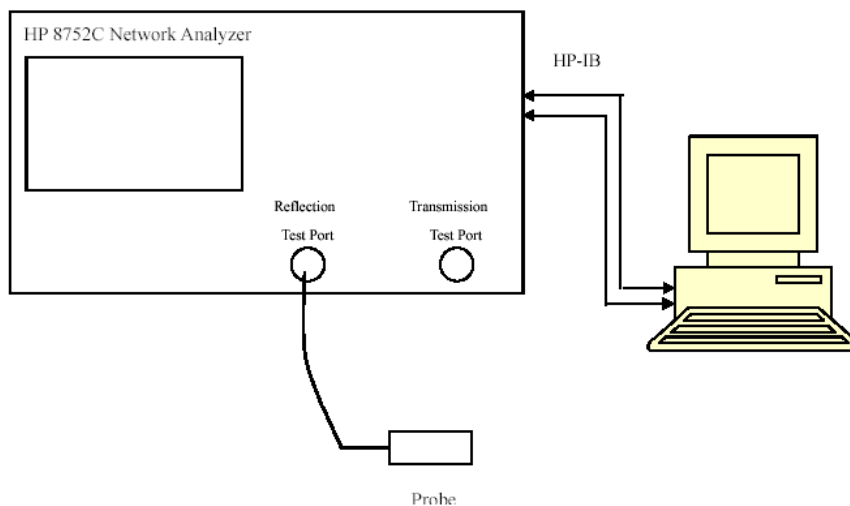 HP 8752C Network Analyzer
HP-IB
Reflection
Test Port
Transmission
Test Port
Probe